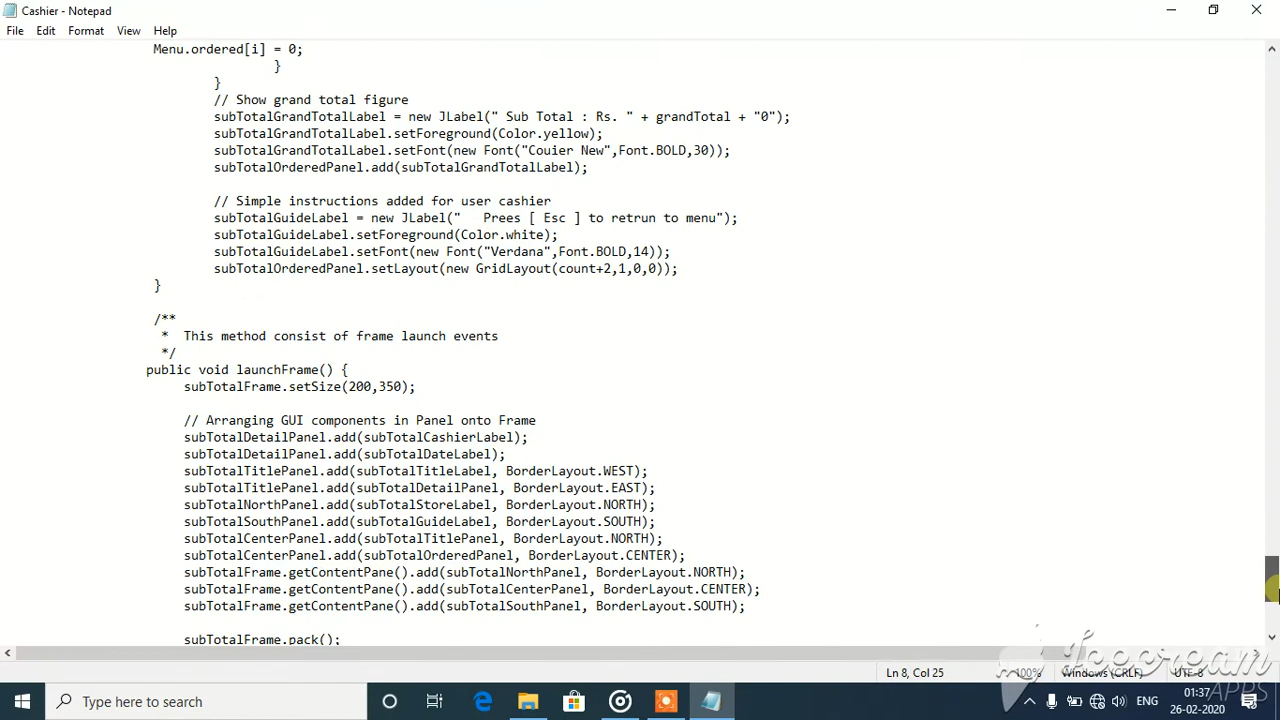 Cashier - Notepad
File Edit Format View Help
Menu.ordered[i] = 0;
}
}
// Show grand total figure
subTotalGrandTotalLabel = new JLabel(" Sub Total : Rs. " + grandTotal + "0");
subTotalGrandTotalLabel.setForeground(Color.yellow);
subTotalGrandTotalLabel.setFont(new Font("Couier New",Font.BOLD,30));
subTotalOrderedPanel.add(subTotalGrandTotalLabel);
// Simple instructions added for user cashier
subTotalGuideLabel = new JLabel("   Prees [ Esc ] to retrun to menu");
subTotalGuideLabel.setForeground(Color.white);
subTotalGuideLabel.setFont(new Font("Verdana",Font.BOLD,14));
subTotalOrderedPanel.setLayout(new GridLayout(count+2,1,0,0));
}
/**
*  This method consist of frame launch events
*/
public void launchFrame() {
subTotalFrame.setSize(200,350);
// Arranging GUI components in Panel onto Frame
subTotalDetailPanel.add(subTotalCashierLabel);
subTotalDetailPanel.add(subTotalDateLabel);
subTotalTitlePanel.add(subTotalTitleLabel, BorderLayout.WEST);
subTotalTitlePanel.add(subTotalDetailPanel, BorderLayout.EAST);
subTotalNorthPanel.add(subTotalStoreLabel, BorderLayout.NORTH);
subTotalSouthPanel.add(subTotalGuideLabel, BorderLayout.SOUTH);
subTotalCenterPanel.add(subTotalTitlePanel, BorderLayout.NORTH);
subTotalCenterPanel.add(subTotalOrderedPanel, BorderLayout.CENTER);
subTotalFrame.getContentPane().add(subTotalNorthPanel, BorderLayout.NORTH);
subTotalFrame.getContentPane().add(subTotalCenterPanel, BorderLayout.CENTER);
subTotalFrame.getContentPane().add(subTotalSouthPanel, BorderLayout.SOUTH);
subTotalFrame.pack();
Ln 8, Col 25 100% Windows (CRLF) UTF-8
APPS
Type here to search
ENG
01:37
26-02-2020